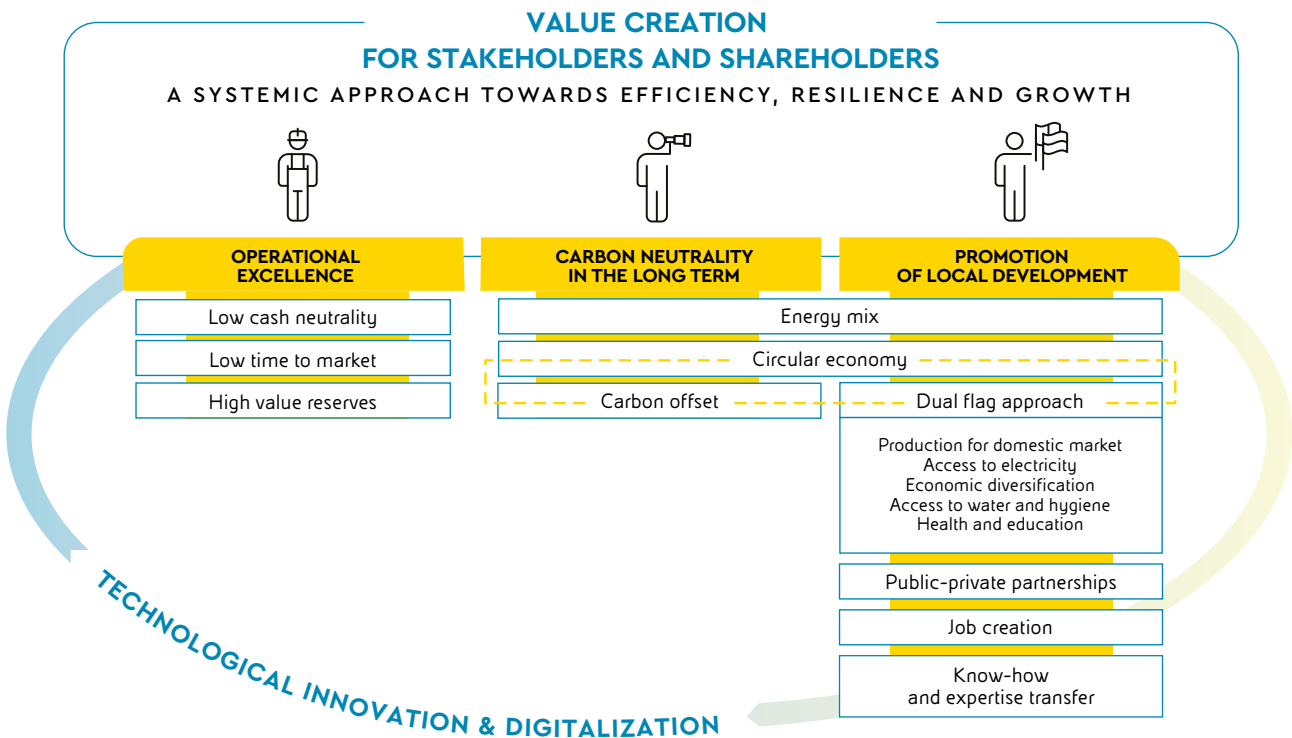 VALUE CREATION
FOR STAKEHOLDERS AND SHAREHOLDERS
A SYSTEMIC APPROACH TOWARDS EFFICIENCY, RESILIENCE AND GROWTH
OPERATIONAL
EXCELLENCE
Low cash neutrality
Low time to market
High value reserves
CARBON NEUTRALITY
IN THE LONG TERM
PROMOTION
OF LOCAL DEVELOPMENT
Energy mix
Circular economy
Carbon offset
Dual flag approach
Production for domestic market
Access to electricity
Economic diversification
Access to water and hygiene
Health and education
Public-private partnerships
Job creation
Know-how
and expertise transfer
TECHNOLOGICAL INNOVATION & DIGITALIZATION